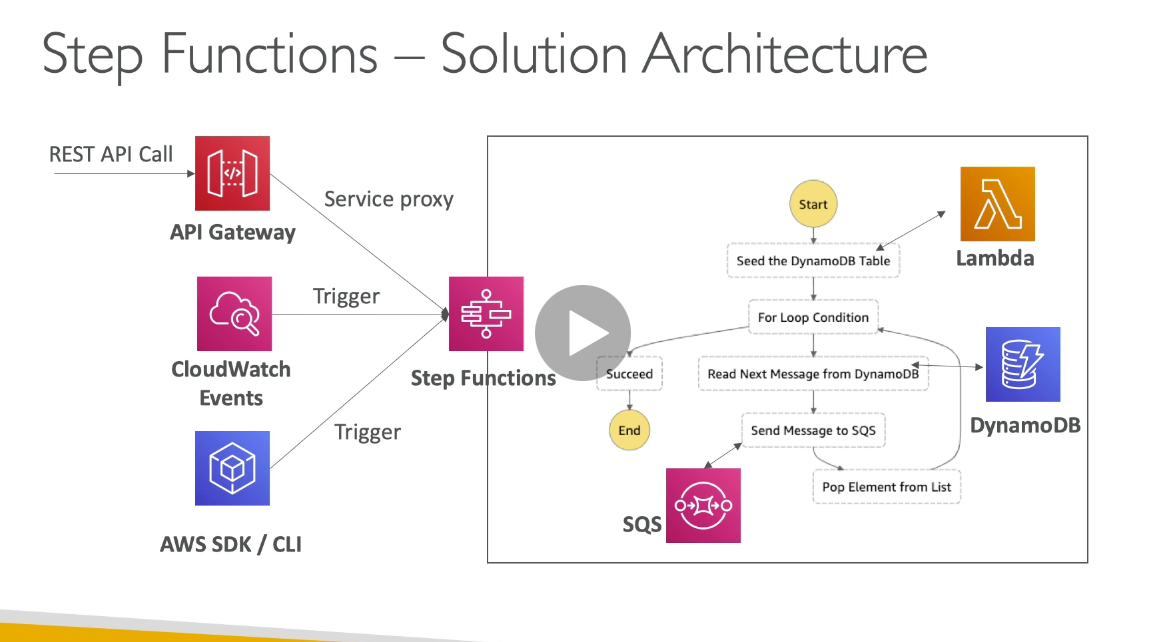 Step Functions – Solution Architecture
REST API Call
API Gateway
Service proxy
CloudWatch
Events
Trigger
AWS SDK / CLI
Trigger
Step Functions
Start
Seed the DynamoDB Table
Lambda
For Loop Condition
Succeed
Read Next Message from DynamoDB
DynamoDB
End
Send Message to SQS
SQS
Pop Element from List